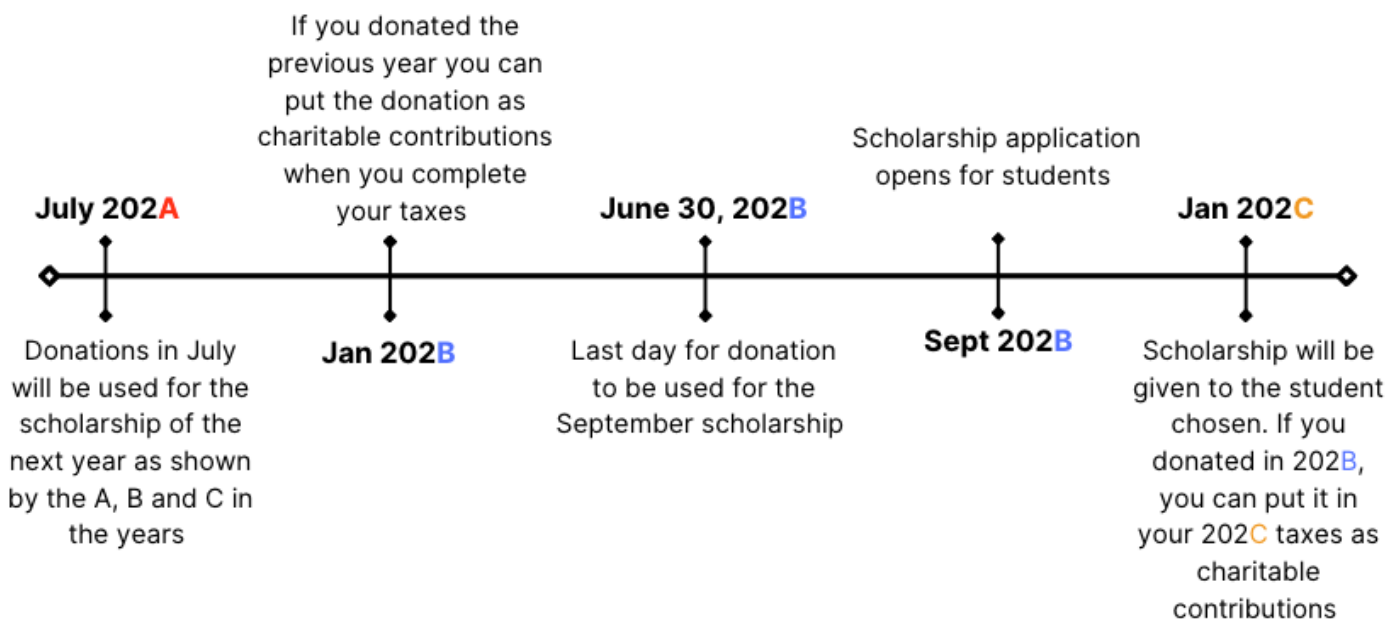 If you donated the
previous year you can
put the donation as
charitable contributions
when you complete
your taxes
Scholarship application
opens for students
July 202A
June 30, 202B
Jan 202C
Donations in July
will be used for the
scholarship of the
next year as shown
by the A, B and C in
the years
Jan 202B
Last day for donation
to be used for the
September scholarship
Sept 202B
Scholarship will be
given to the student
chosen. If you
donated in 202B,
you can put it in
your 202C taxes as
charitable
contributions